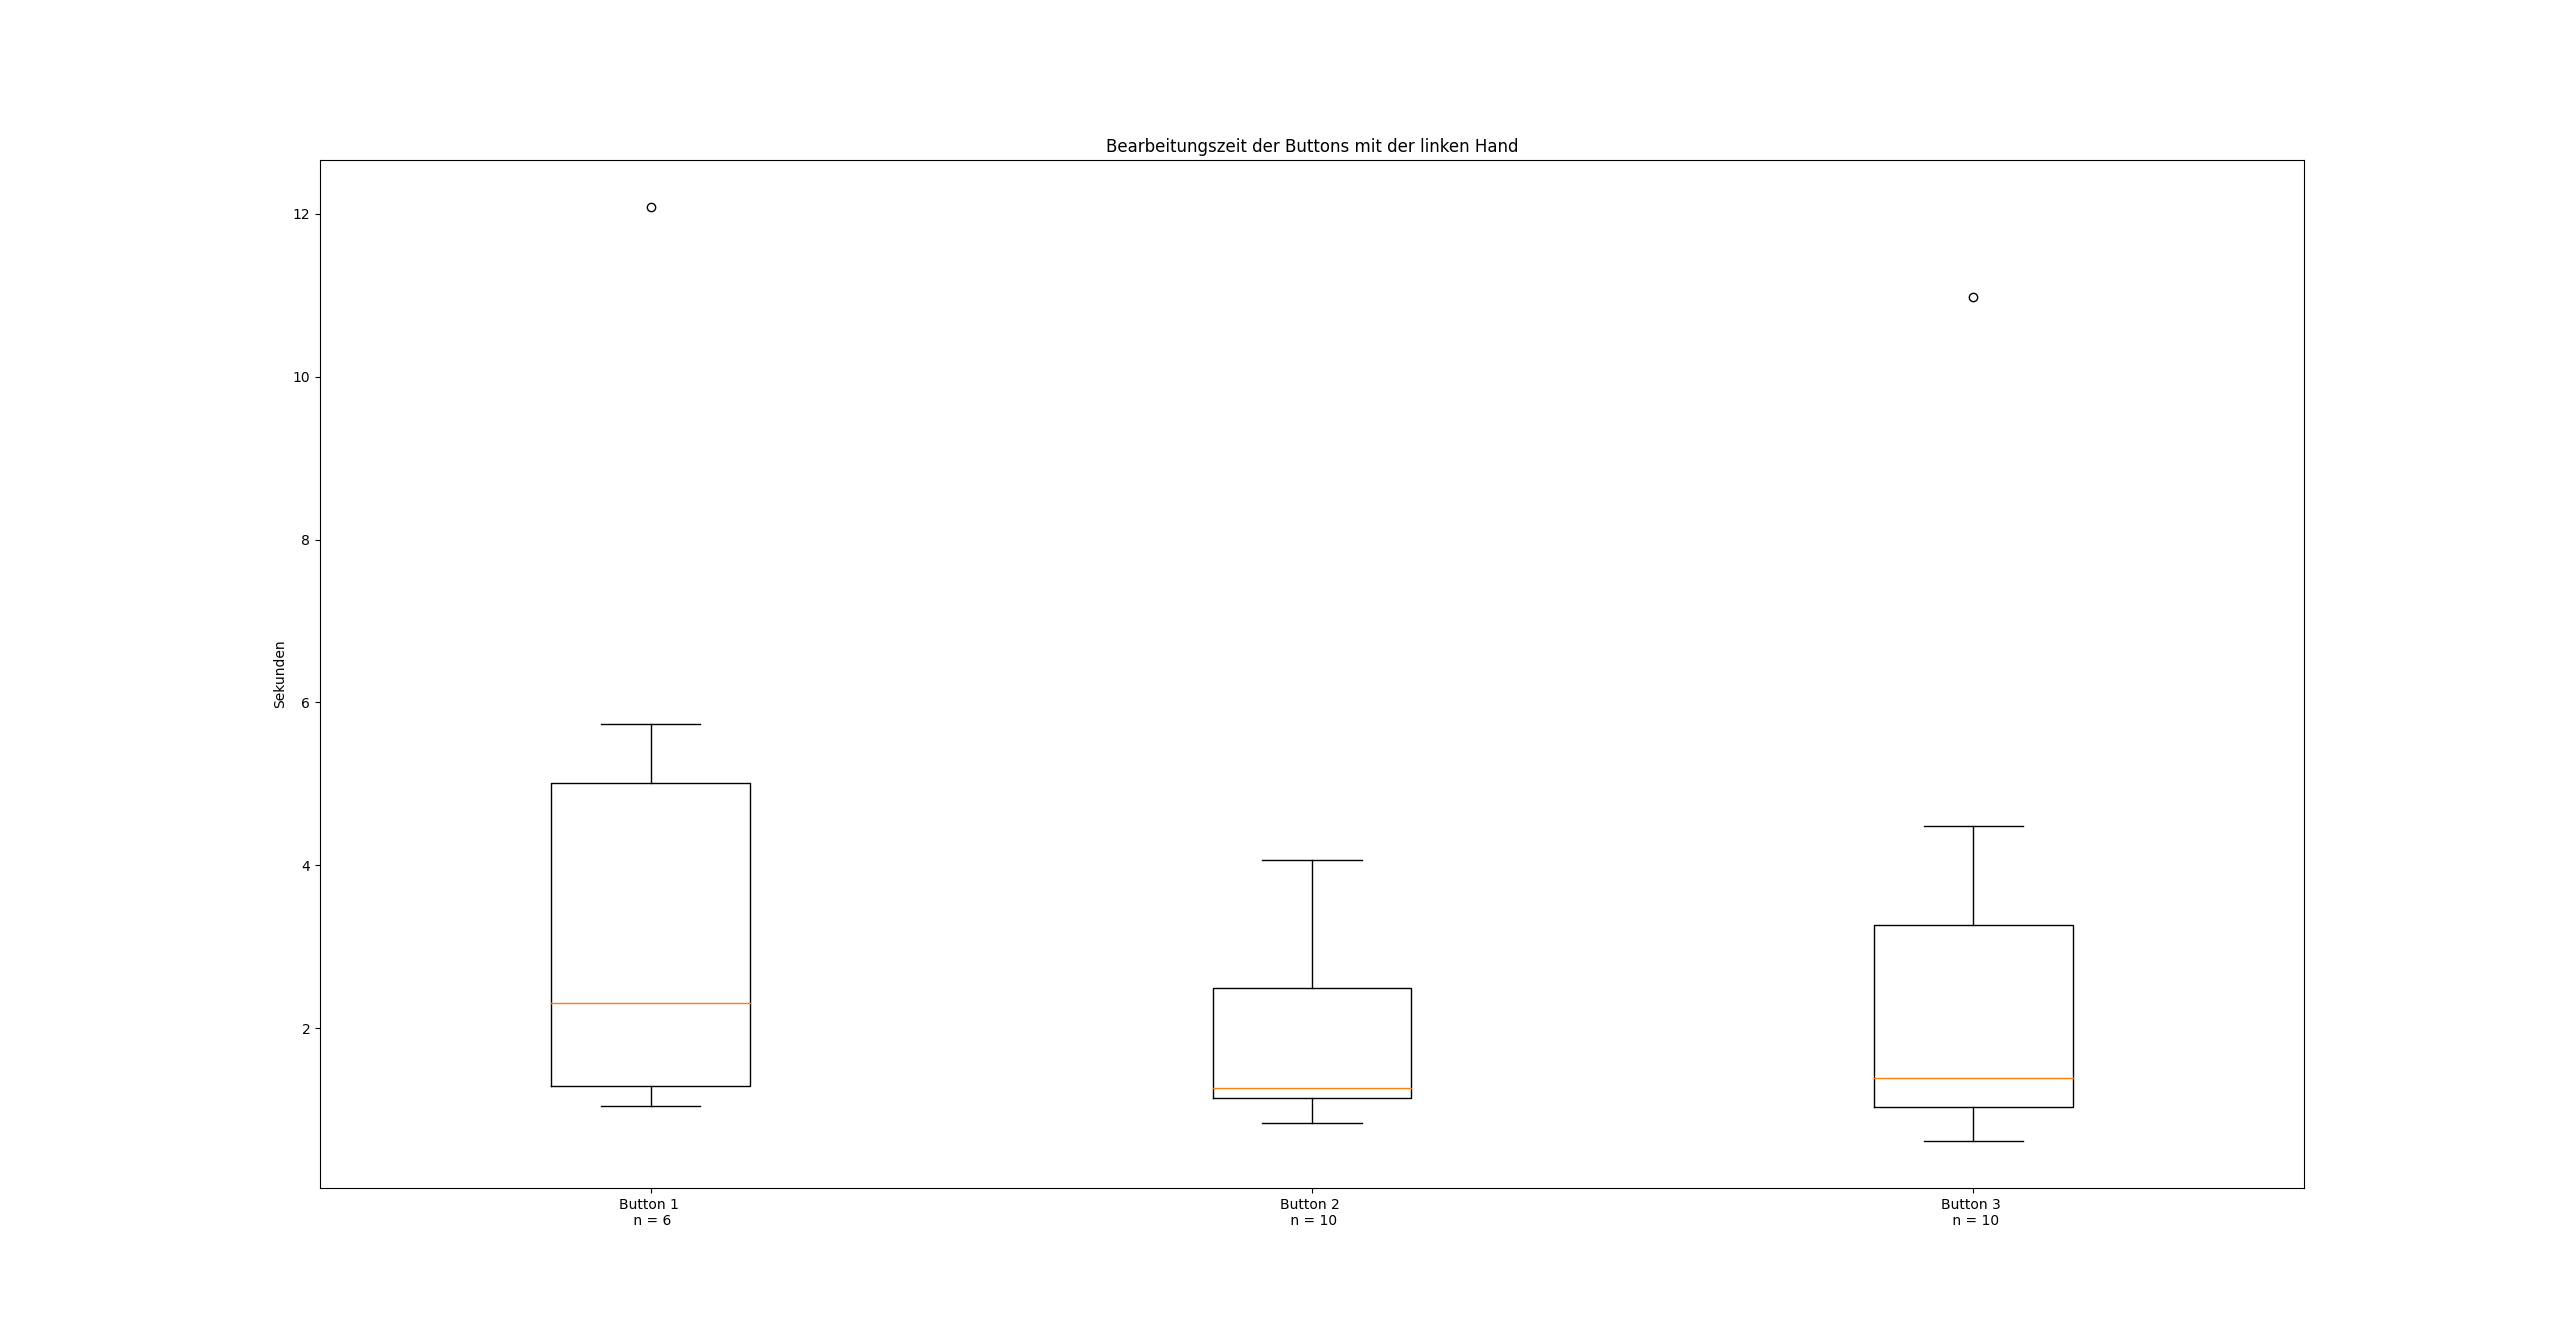 Bearbeitungszeit der Buttons mit der linken Hand
12
10
8
6
4
2
Sekunden
Button 1
n = 6
Button 2
n = 10
Button 3
n = 10